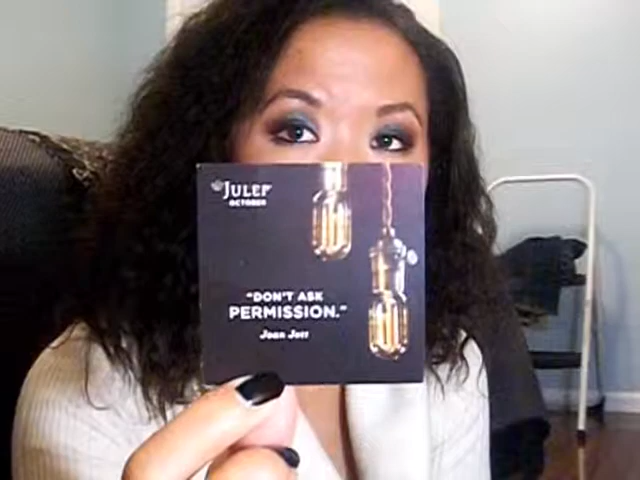 JULEP
OCTOBER
"DON'T ASK
PERMISSION."
Joan Jett